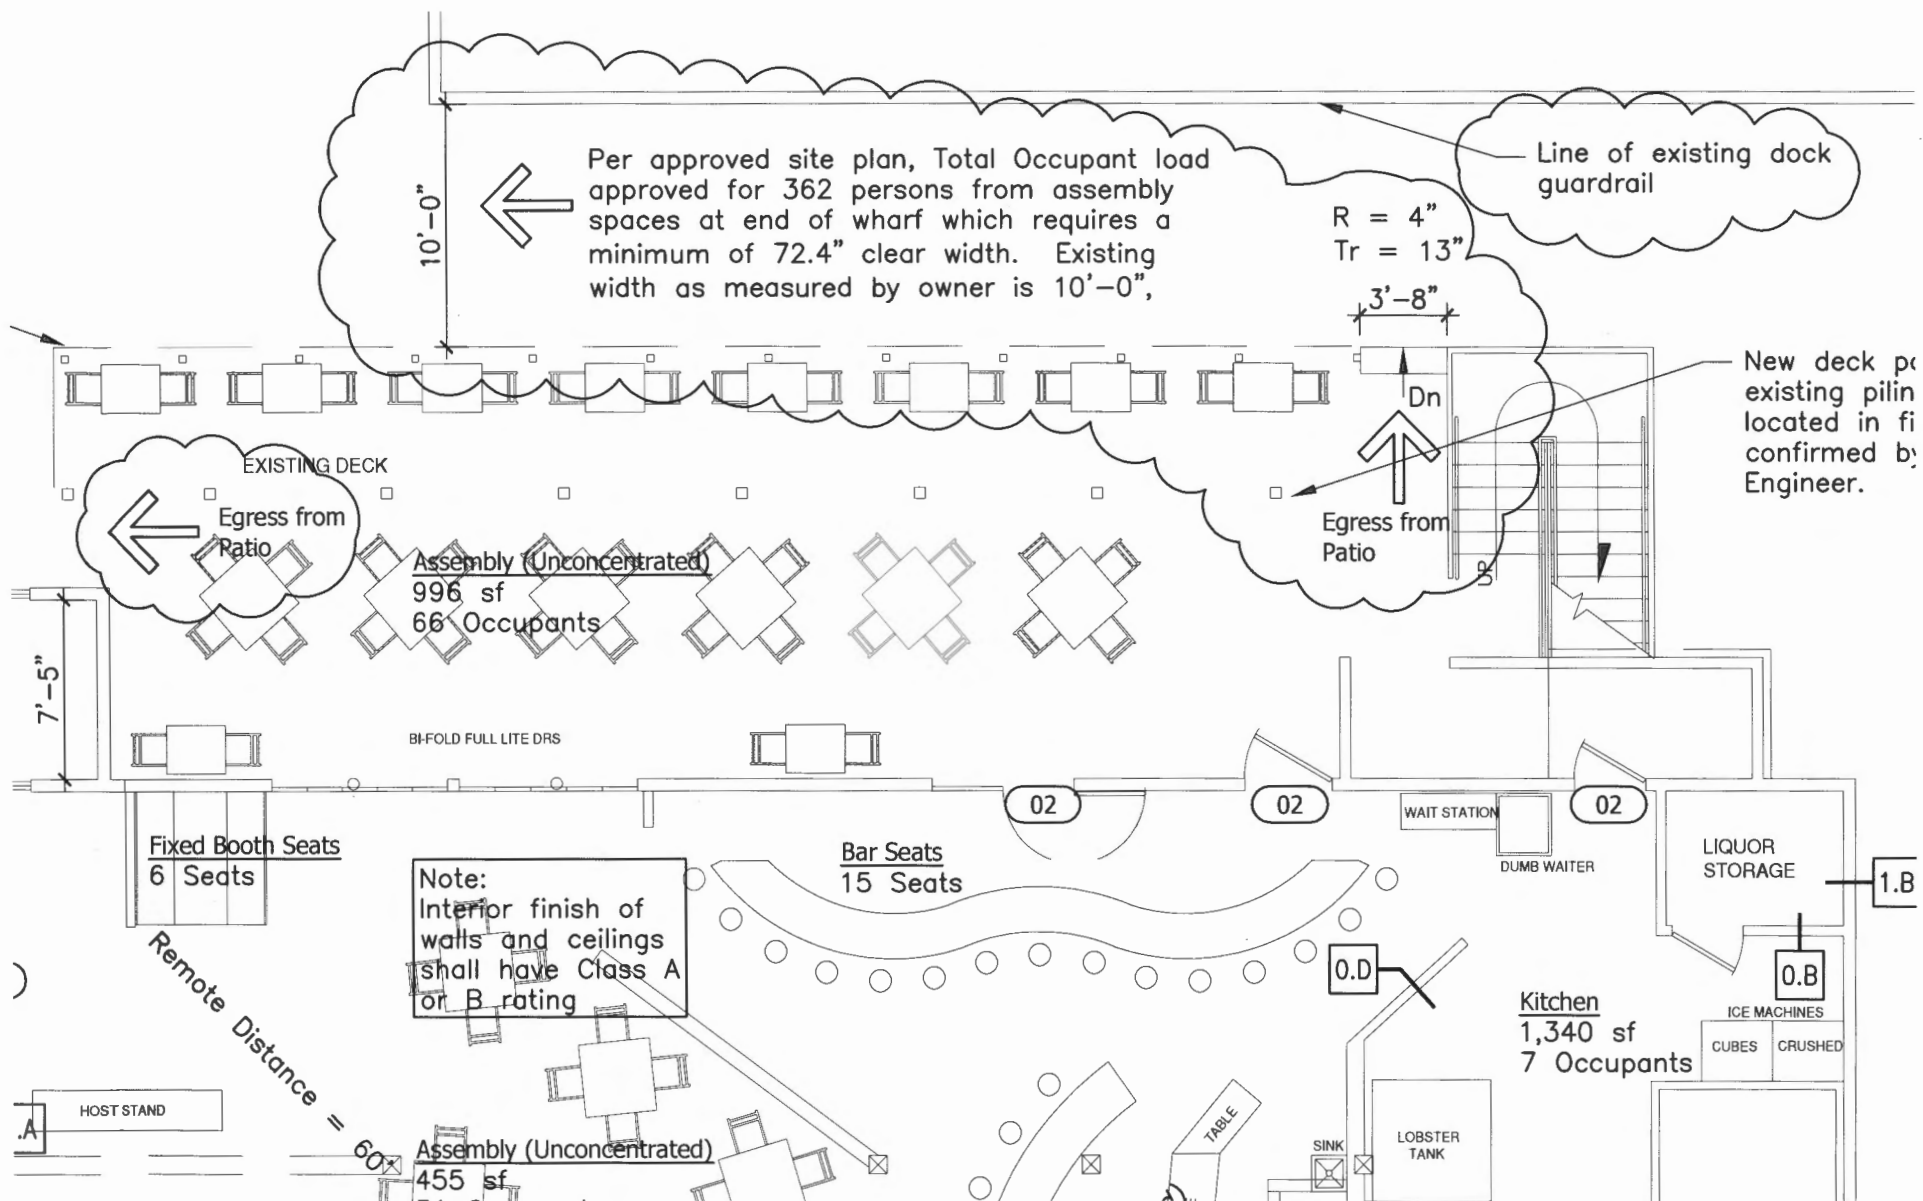 Per approved site plan, Total Occupant load
approved for 362 persons from assembly
spaces at end of wharf which requires a
minimum of 72.4" clear width. Existing
width as measured by owner is 10'-0",
10'-0"
Line of existing dock
guardrail
R = 4"
Tr = 13"
3'-8"
Dn
New deck
existing
located in
confirmed
Engineer.
EXISTING DECK
Egress from
Patio
Egress from
Patio
UP
Assembly (Unconcentrated)
996 sf
66 Occupants
7'-5"
BI-FOLD FULL LITE DRS
02
02
02
WAIT STATION
DUMB WAITER
LIQUOR
STORAGE
1.B
Fixed Booth Seats
6 Seats
Bar Seats
15 Seats
Note:
Interior finish of
walls and ceilings
shall have Class A
or B rating
Remote Distance = 60'
0.D
0.B
Kitchen
1,340 sf
7 Occupants
ICE MACHINES
CUBES
CRUSHED
HOST STAND
.A
Assembly (Unconcentrated)
455 sf
TABLE
SINK
LOBSTER
TANK